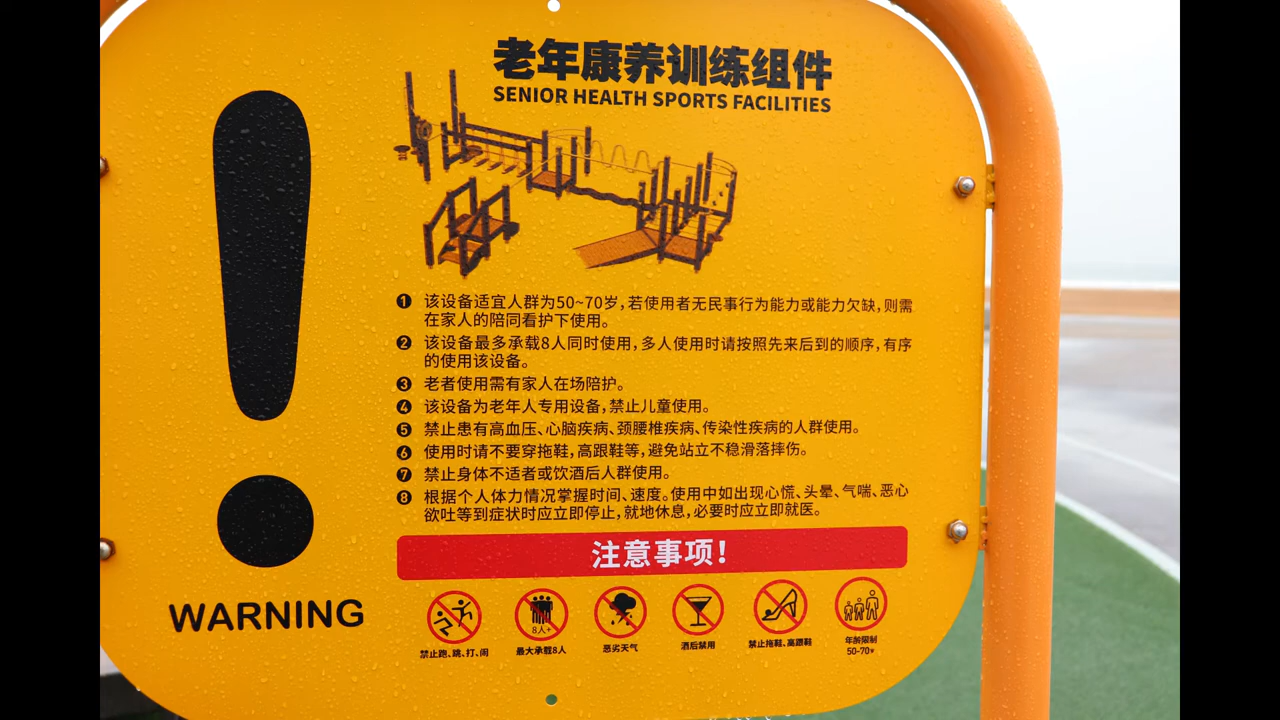 老年康养训练组件
SENIOR HEALTH SPORTS FACILITIES
1 该设备适宜人群为50~70岁,若使用者无民事行为能力或能力欠缺,则需
在家人的陪同看护下使用。
2 该设备最多承载8人同时使用,多人使用时请按照先来后到的顺序,有序
的使用该设备。
3 老者使用需有家人在场陪护。
4 该设备为老年人专用设备,禁止儿童使用。
5 禁止患有高血压、心脑疾病、颈腰椎疾病、传染性疾病的人群使用。
6 使用时请不要穿拖鞋,高跟鞋等,避免站立不稳滑落摔伤。
7 禁止身体不适者或饮酒后人群使用。
8 根据个人体力情况掌握时间、速度。使用中如出现心慌、头晕、气喘、恶心
欲吐等到症状时应立即停止,就地休息,必要时应立即就医。
注意事项!
WARNING
8人+
禁止跑、跳、打、闹
最大承载8人
恶劣天气
酒后禁用
禁止拖鞋、高跟鞋
年龄限制
50-70岁